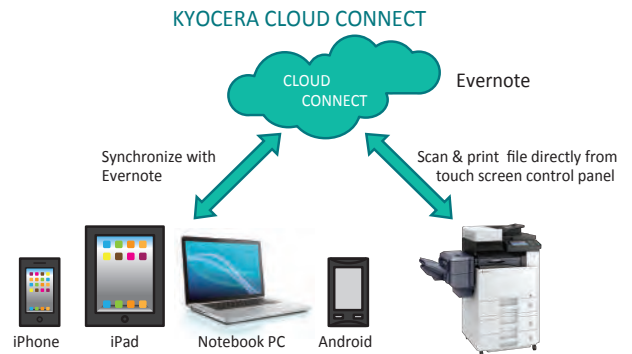 KYOCERA CLOUD CONNECT
CLOUD
CONNECT
Evernote
Synchronize with
Evernote
Scan & print file directly from
touch screen control panel
iPhone
iPad
Notebook PC
Android